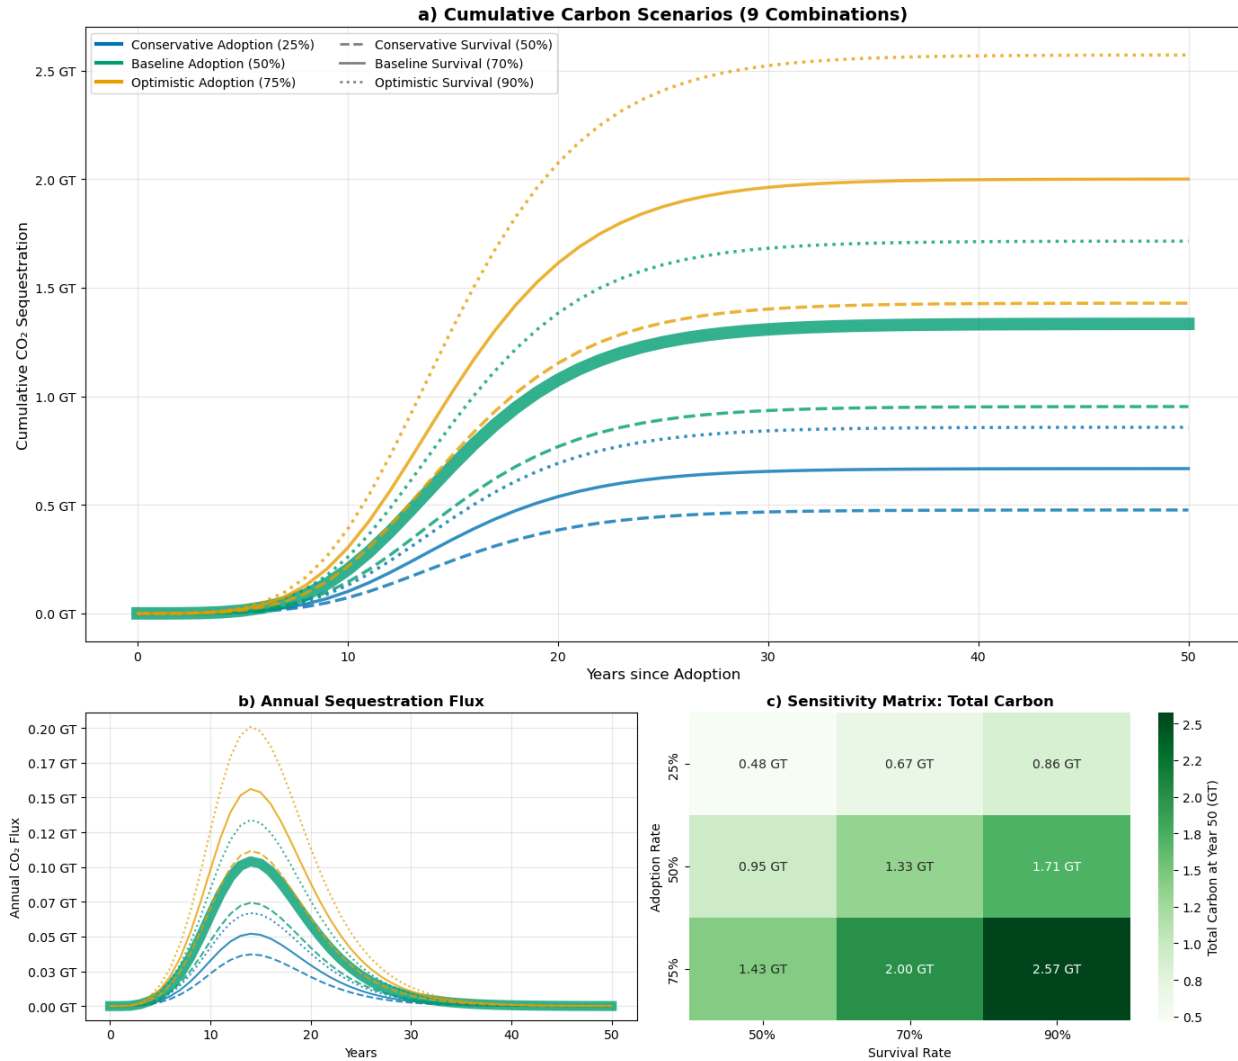 a) Cumulative Carbon Scenarios (9 Combinations)
Conservative Adoption (25%)
Baseline Adoption (50%)
Optimistic Adoption (75%)
Conservative Survival (50%)
Baseline Survival (70%)
Optimistic Survival (90%)
Cumulative CO₂ Sequestration
2.5 GT
2.0 GT
1.5 GT
1.0 GT
0.5 GT
0.0 GT
0 10 20 30 40 50
Years since Adoption
b) Annual Sequestration Flux
Annual CO₂ Flux
0.20 GT
0.17 GT
0.15 GT
0.12 GT
0.10 GT
0.07 GT
0.05 GT
0.03 GT
0.00 GT
0 10 20 30 40 50
Years
c) Sensitivity Matrix: Total Carbon
Adoption Rate
25%
0.48 GT 0.67 GT 0.86 GT
50%
0.95 GT 1.33 GT 1.71 GT
75%
1.43 GT 2.00 GT 2.57 GT
50% 70% 90%
Survival Rate
2.5
2.2
2.0
1.8
1.5
1.2
1.0
0.8
0.5
Total Carbon at Year 50 (GT)